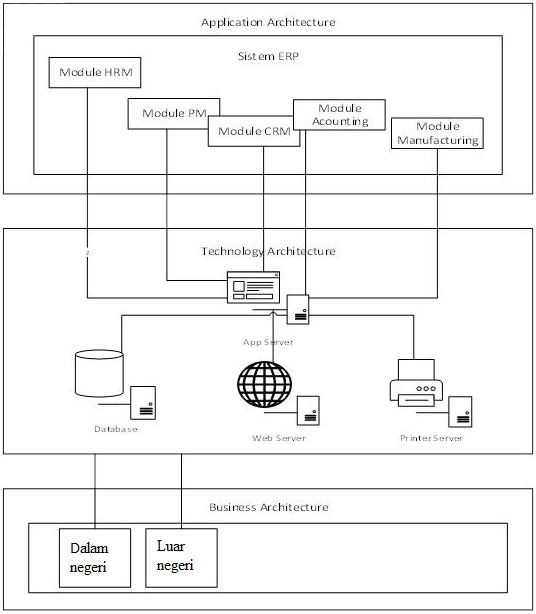 Application Architecture
Sistem ERP
Module HRM
Module PM
Module CRM
Module
Acounting
Module
Manufacturing
2
Technology Architecture
App Server
Database
Web Server
Printer Server
Business Architecture
Dalam
negeri
Luar
negeri